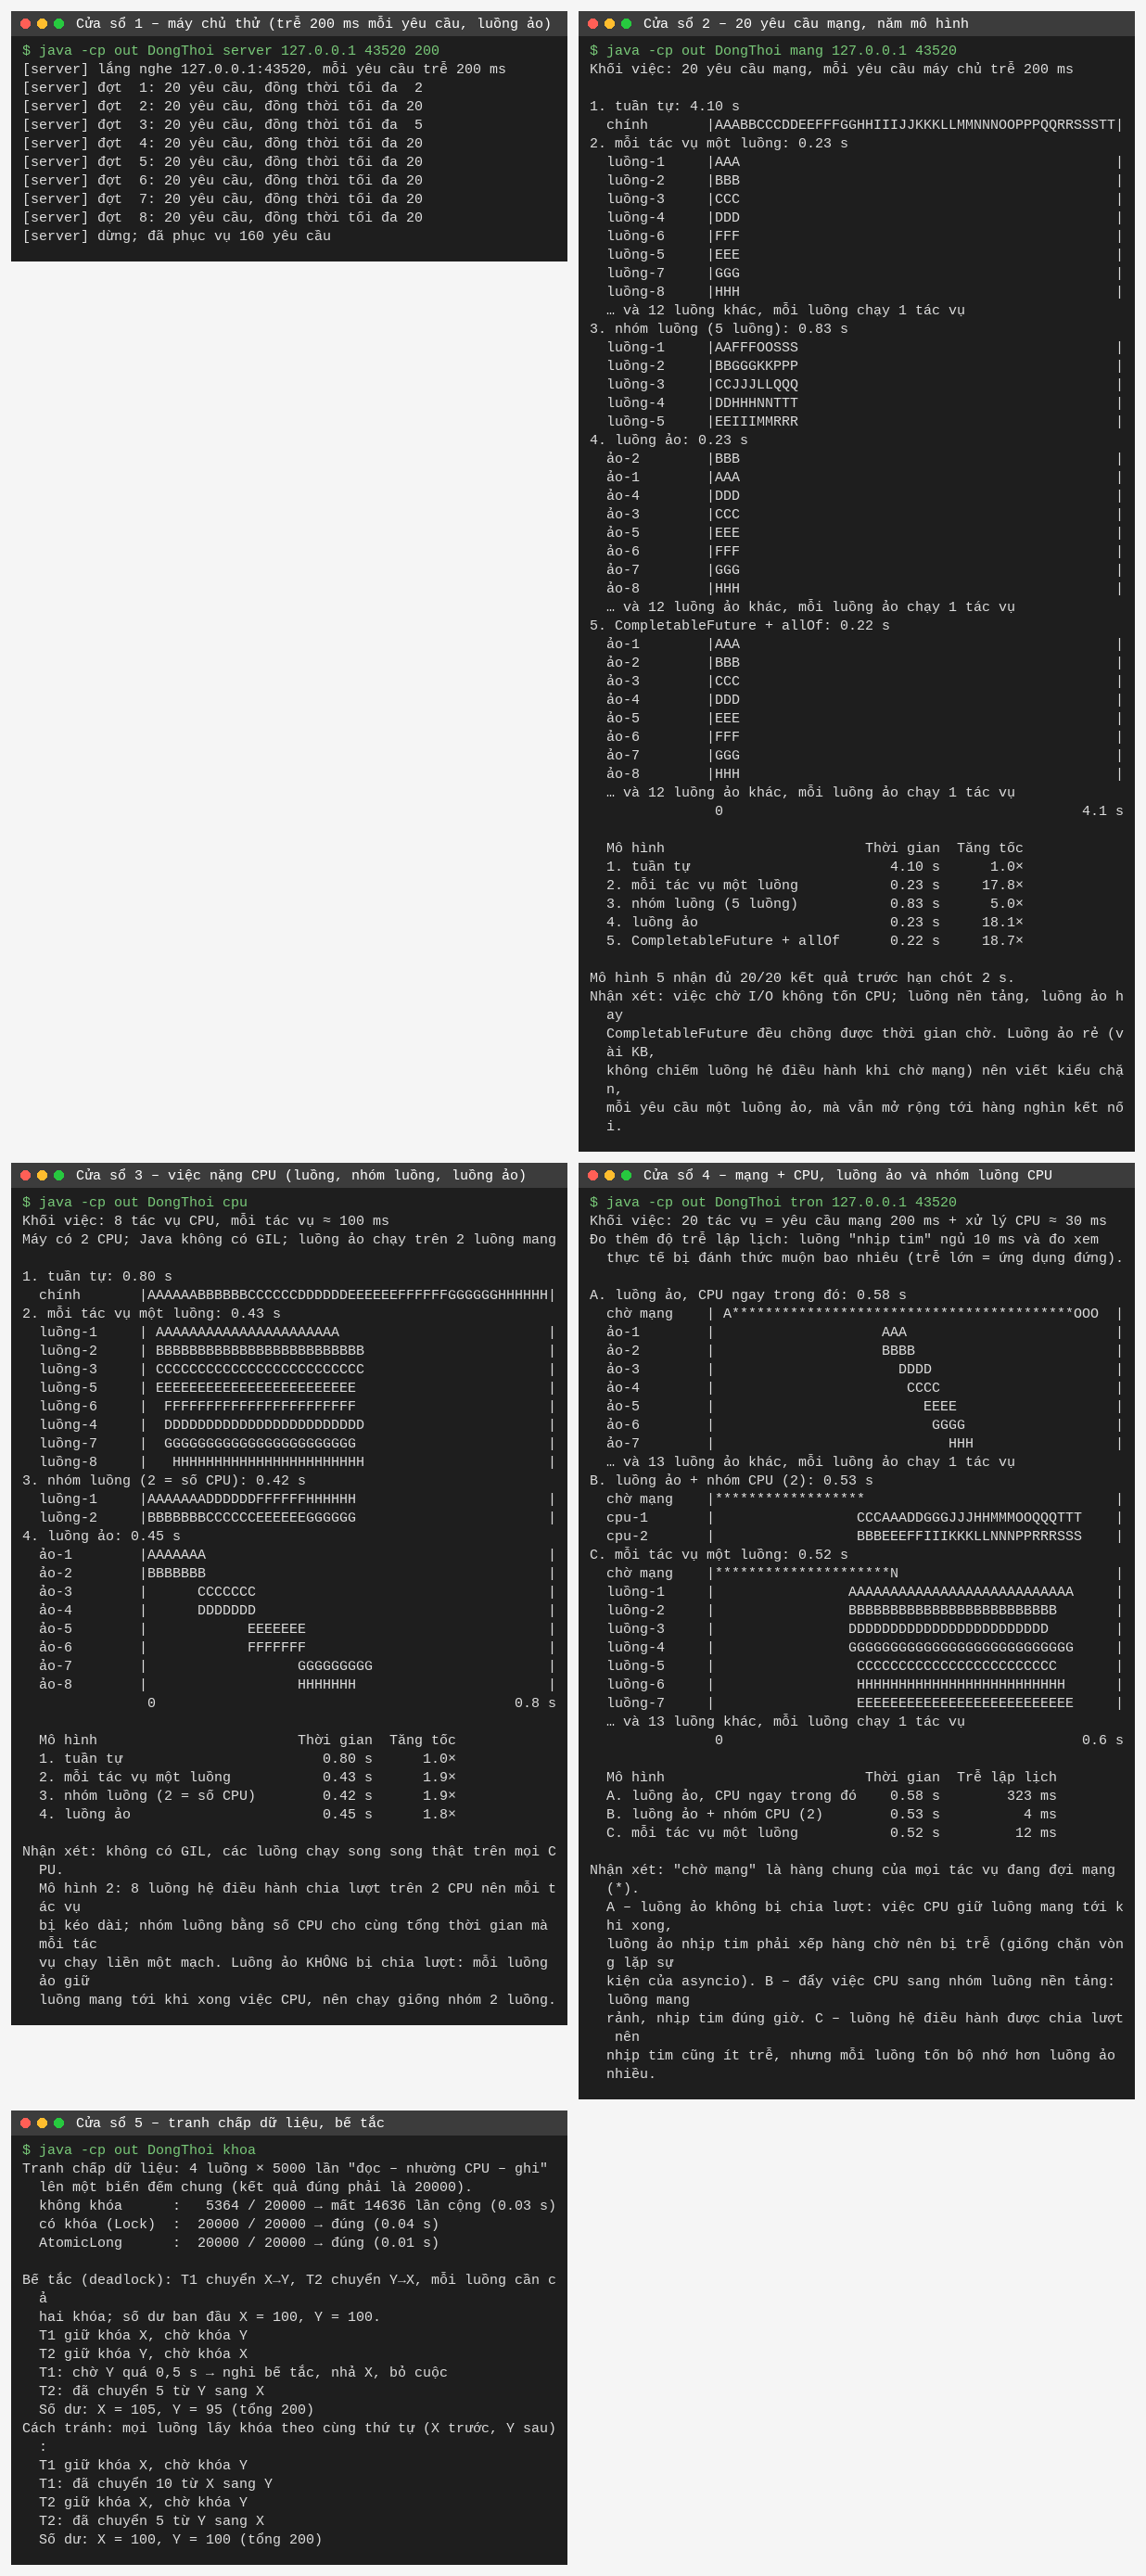 Cửa sổ 1 – máy chủ thử (trễ 200 ms mỗi yêu cầu, luồng ảo)
$ java -cp out DongThoi server 127.0.0.1 43520 200
[server] lắng nghe 127.0.0.1:43520, mỗi yêu cầu trễ 200 ms
[server] đợt  1: 20 yêu cầu, đồng thời tối đa  2
[server] đợt  2: 20 yêu cầu, đồng thời tối đa 20
[server] đợt  3: 20 yêu cầu, đồng thời tối đa  5
[server] đợt  4: 20 yêu cầu, đồng thời tối đa 20
[server] đợt  5: 20 yêu cầu, đồng thời tối đa 20
[server] đợt  6: 20 yêu cầu, đồng thời tối đa 20
[server] đợt  7: 20 yêu cầu, đồng thời tối đa 20
[server] đợt  8: 20 yêu cầu, đồng thời tối đa 20
[server] dừng; đã phục vụ 160 yêu cầu
Cửa sổ 2 – 20 yêu cầu mạng, năm mô hình
$ java -cp out DongThoi mang 127.0.0.1 43520
Khối việc: 20 yêu cầu mạng, mỗi yêu cầu máy chủ trễ 200 ms
1. tuần tự: 4.10 s
  chính       |AAABBCCCDDEEFFFGGHHIIIJJKKKLLMMNNNOOPPPQQRRSSSTT|
2. mỗi tác vụ một luồng: 0.23 s
  luồng-1     |AAA                                             |
  luồng-2     |BBB                                             |
  luồng-3     |CCC                                             |
  luồng-4     |DDD                                             |
  luồng-6     |FFF                                             |
  luồng-5     |EEE                                             |
  luồng-7     |GGG                                             |
  luồng-8     |HHH                                             |
  … và 12 luồng khác, mỗi luồng chạy 1 tác vụ
3. nhóm luồng (5 luồng): 0.83 s
  luồng-1     |AAFFFOOSSS                                      |
  luồng-2     |BBGGGKKPPP                                      |
  luồng-3     |CCJJJLLQQQ                                      |
  luồng-4     |DDHHHNNTTT                                      |
  luồng-5     |EEIIIMMRRR                                      |
4. luồng ảo: 0.23 s
  ảo-2        |BBB                                             |
  ảo-1        |AAA                                             |
  ảo-4        |DDD                                             |
  ảo-3        |CCC                                             |
  ảo-5        |EEE                                             |
  ảo-6        |FFF                                             |
  ảo-7        |GGG                                             |
  ảo-8        |HHH                                             |
  … và 12 luồng ảo khác, mỗi luồng ảo chạy 1 tác vụ
5. CompletableFuture + allOf: 0.22 s
  ảo-1        |AAA                                             |
  ảo-2        |BBB                                             |
  ảo-3        |CCC                                             |
  ảo-4        |DDD                                             |
  ảo-5        |EEE                                             |
  ảo-6        |FFF                                             |
  ảo-7        |GGG                                             |
  ảo-8        |HHH                                             |
  … và 12 luồng ảo khác, mỗi luồng ảo chạy 1 tác vụ
               0                                           4.1 s
  Mô hình                        Thời gian  Tăng tốc
  1. tuần tự                        4.10 s      1.0×
  2. mỗi tác vụ một luồng           0.23 s     17.8×
  3. nhóm luồng (5 luồng)           0.83 s      5.0×
  4. luồng ảo                       0.23 s     18.1×
  5. CompletableFuture + allOf      0.22 s     18.7×
Mô hình 5 nhận đủ 20/20 kết quả trước hạn chót 2 s.
Nhận xét: việc chờ I/O không tốn CPU; luồng nền tảng, luồng ảo h
  ay
  CompletableFuture đều chồng được thời gian chờ. Luồng ảo rẻ (v
  ài KB,
  không chiếm luồng hệ điều hành khi chờ mạng) nên viết kiểu chặ
  n,
  mỗi yêu cầu một luồng ảo, mà vẫn mở rộng tới hàng nghìn kết nố
  i.
Cửa sổ 3 – việc nặng CPU (luồng, nhóm luồng, luồng ảo)
$ java -cp out DongThoi cpu
Khối việc: 8 tác vụ CPU, mỗi tác vụ ≈ 100 ms
Máy có 2 CPU; Java không có GIL; luồng ảo chạy trên 2 luồng mang
1. tuần tự: 0.80 s
  chính       |AAAAAABBBBBBCCCCCCDDDDDDEEEEEEFFFFFFGGGGGGHHHHHH|
2. mỗi tác vụ một luồng: 0.43 s
  luồng-1     | AAAAAAAAAAAAAAAAAAAAAA                         |
  luồng-2     | BBBBBBBBBBBBBBBBBBBBBBBBB                      |
  luồng-3     | CCCCCCCCCCCCCCCCCCCCCCCCC                      |
  luồng-5     | EEEEEEEEEEEEEEEEEEEEEEEE                       |
  luồng-6     |  FFFFFFFFFFFFFFFFFFFFFFF                       |
  luồng-4     |  DDDDDDDDDDDDDDDDDDDDDDDD                      |
  luồng-7     |  GGGGGGGGGGGGGGGGGGGGGGG                       |
  luồng-8     |   HHHHHHHHHHHHHHHHHHHHHHH                      |
3. nhóm luồng (2 = số CPU): 0.42 s
  luồng-1     |AAAAAAADDDDDDFFFFFFHHHHHH                       |
  luồng-2     |BBBBBBBCCCCCCEEEEEEGGGGGG                       |
4. luồng ảo: 0.45 s
  ảo-1        |AAAAAAA                                         |
  ảo-2        |BBBBBBB                                         |
  ảo-3        |      CCCCCCC                                   |
  ảo-4        |      DDDDDDD                                   |
  ảo-5        |            EEEEEEE                             |
  ảo-6        |            FFFFFFF                             |
  ảo-7        |                  GGGGGGGGG                     |
  ảo-8        |                  HHHHHHH                       |
               0                                           0.8 s
  Mô hình                        Thời gian  Tăng tốc
  1. tuần tự                        0.80 s      1.0×
  2. mỗi tác vụ một luồng           0.43 s      1.9×
  3. nhóm luồng (2 = số CPU)        0.42 s      1.9×
  4. luồng ảo                       0.45 s      1.8×
Nhận xét: không có GIL, các luồng chạy song song thật trên mọi C
  PU.
  Mô hình 2: 8 luồng hệ điều hành chia lượt trên 2 CPU nên mỗi t
  ác vụ
  bị kéo dài; nhóm luồng bằng số CPU cho cùng tổng thời gian mà
  mỗi tác
  vụ chạy liền một mạch. Luồng ảo KHÔNG bị chia lượt: mỗi luồng
  ảo giữ
  luồng mang tới khi xong việc CPU, nên chạy giống nhóm 2 luồng.
Cửa sổ 4 – mạng + CPU, luồng ảo và nhóm luồng CPU
$ java -cp out DongThoi tron 127.0.0.1 43520
Khối việc: 20 tác vụ = yêu cầu mạng 200 ms + xử lý CPU ≈ 30 ms
Đo thêm độ trễ lập lịch: luồng "nhịp tim" ngủ 10 ms và đo xem
  thực tế bị đánh thức muộn bao nhiêu (trễ lớn = ứng dụng đứng).
A. luồng ảo, CPU ngay trong đó: 0.58 s
  chờ mạng    | A*****************************************OOO  |
  ảo-1        |                    AAA                         |
  ảo-2        |                    BBBB                        |
  ảo-3        |                      DDDD                      |
  ảo-4        |                       CCCC                     |
  ảo-5        |                         EEEE                   |
  ảo-6        |                          GGGG                  |
  ảo-7        |                            HHH                 |
  … và 13 luồng ảo khác, mỗi luồng ảo chạy 1 tác vụ
B. luồng ảo + nhóm CPU (2): 0.53 s
  chờ mạng    |******************                              |
  cpu-1       |                 CCCAAADDGGGJJJHHMMMOOQQQTTT    |
  cpu-2       |                 BBBEEEFFIIIKKKLLNNNPPRRRSSS    |
C. mỗi tác vụ một luồng: 0.52 s
  chờ mạng    |*********************N                          |
  luồng-1     |                AAAAAAAAAAAAAAAAAAAAAAAAAAA     |
  luồng-2     |                BBBBBBBBBBBBBBBBBBBBBBBBB       |
  luồng-3     |                DDDDDDDDDDDDDDDDDDDDDDDD        |
  luồng-4     |                GGGGGGGGGGGGGGGGGGGGGGGGGGG     |
  luồng-5     |                 CCCCCCCCCCCCCCCCCCCCCCCC       |
  luồng-6     |                 HHHHHHHHHHHHHHHHHHHHHHHHH      |
  luồng-7     |                 EEEEEEEEEEEEEEEEEEEEEEEEEE     |
  … và 13 luồng khác, mỗi luồng chạy 1 tác vụ
               0                                           0.6 s
  Mô hình                        Thời gian  Trễ lập lịch
  A. luồng ảo, CPU ngay trong đó    0.58 s        323 ms
  B. luồng ảo + nhóm CPU (2)        0.53 s          4 ms
  C. mỗi tác vụ một luồng           0.52 s         12 ms
Nhận xét: "chờ mạng" là hàng chung của mọi tác vụ đang đợi mạng
  (*).
  A – luồng ảo không bị chia lượt: việc CPU giữ luồng mang tới k
  hi xong,
  luồng ảo nhịp tim phải xếp hàng chờ nên bị trễ (giống chặn vòn
  g lặp sự
  kiện của asyncio). B – đẩy việc CPU sang nhóm luồng nền tảng:
  luồng mang
  rảnh, nhịp tim đúng giờ. C – luồng hệ điều hành được chia lượt
   nên
  nhịp tim cũng ít trễ, nhưng mỗi luồng tốn bộ nhớ hơn luồng ảo
  nhiều.
Cửa sổ 5 – tranh chấp dữ liệu, bế tắc
$ java -cp out DongThoi khoa
Tranh chấp dữ liệu: 4 luồng × 5000 lần "đọc – nhường CPU – ghi"
  lên một biến đếm chung (kết quả đúng phải là 20000).
  không khóa      :   5364 / 20000 → mất 14636 lần cộng (0.03 s)
  có khóa (Lock)  :  20000 / 20000 → đúng (0.04 s)
  AtomicLong      :  20000 / 20000 → đúng (0.01 s)
Bế tắc (deadlock): T1 chuyển X→Y, T2 chuyển Y→X, mỗi luồng cần c
  ả
  hai khóa; số dư ban đầu X = 100, Y = 100.
  T1 giữ khóa X, chờ khóa Y
  T2 giữ khóa Y, chờ khóa X
  T1: chờ Y quá 0,5 s → nghi bế tắc, nhả X, bỏ cuộc
  T2: đã chuyển 5 từ Y sang X
  Số dư: X = 105, Y = 95 (tổng 200)
Cách tránh: mọi luồng lấy khóa theo cùng thứ tự (X trước, Y sau)
  :
  T1 giữ khóa X, chờ khóa Y
  T1: đã chuyển 10 từ X sang Y
  T2 giữ khóa X, chờ khóa Y
  T2: đã chuyển 5 từ Y sang X
  Số dư: X = 100, Y = 100 (tổng 200)